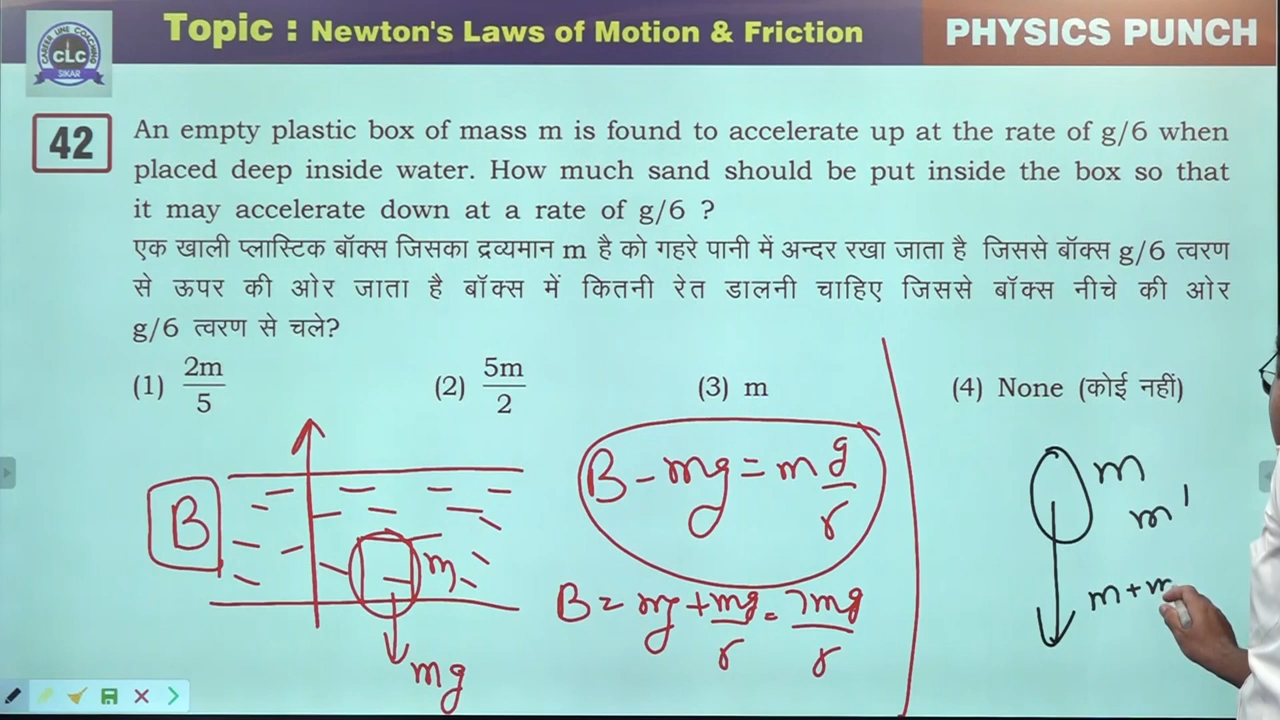 Topic : Newton's Laws of Motion & Friction
PHYSICS PUNCH
CAREER LINE COACHING
CLC
SIKAR
42
An empty plastic box of mass m is found to accelerate up at the rate of g/6 when
placed deep inside water. How much sand should be put inside the box so that
it may accelerate down at a rate of g/6 ?
एक खाली प्लास्टिक बॉक्स जिसका द्रव्यमान m है को गहरे पानी में अन्दर रखा जाता है जिससे बॉक्स g/6 त्वरण
से ऊपर की ओर जाता है बॉक्स में कितनी रेत डालनी चाहिए जिससे बॉक्स नीचे की ओर
g/6 त्वरण से चले?
(1) 2m/5 (2) 5m/2 (3) m (4) None (कोई नहीं)
B
m
mg
B - mg = m g/6
B = mg + mg/6 = 7mg/6
m
m'
m + m